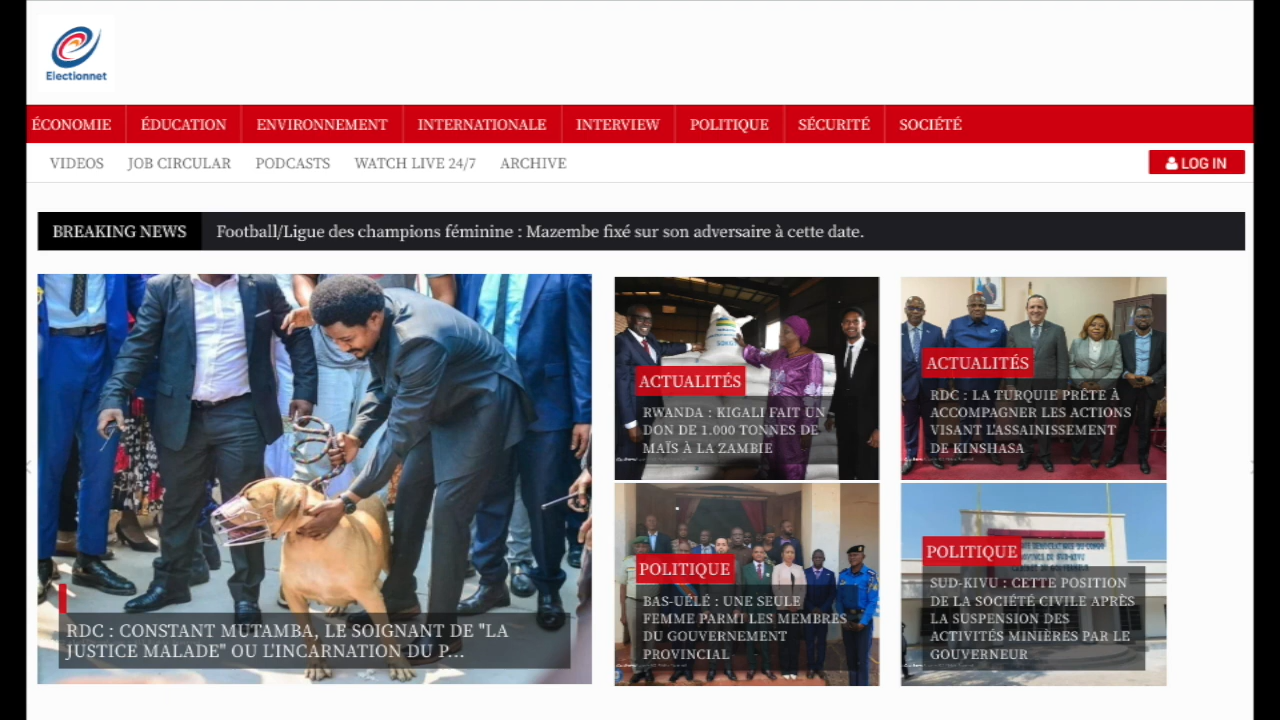 Electionnet
ÉCONOMIE ÉDUCATION ENVIRONNEMENT INTERNATIONALE INTERVIEW POLITIQUE SÉCURITÉ SOCIÉTÉ
VIDEOS JOB CIRCULAR PODCASTS WATCH LIVE 24/7 ARCHIVE
LOG IN
BREAKING NEWS Football/Ligue des champions féminine : Mazembe fixé sur son adversaire à cette date.
RDC : CONSTANT MUTAMBA, LE SOIGNANT DE "LA
JUSTICE MALADE" OU L'INCARNATION DU P...
ACTUALITÉS
RWANDA : KIGALI FAIT UN
DON DE 1.000 TONNES DE
MAÏS À LA ZAMBIE
ACTUALITÉS
RDC : LA TURQUIE PRÊTE À
ACCOMPAGNER LES ACTIONS
VISANT L'ASSAINISSEMENT
DE KINSHASA
POLITIQUE
BAS-UÉLÉ : UNE SEULE
FEMME PARMI LES MEMBRES
DU GOUVERNEMENT
PROVINCIAL
POLITIQUE
SUD-KIVU : CETTE POSITION
DE LA SOCIÉTÉ CIVILE APRÈS
LA SUSPENSION DES
ACTIVITÉS MINIÈRES PAR LE
GOUVERNEUR